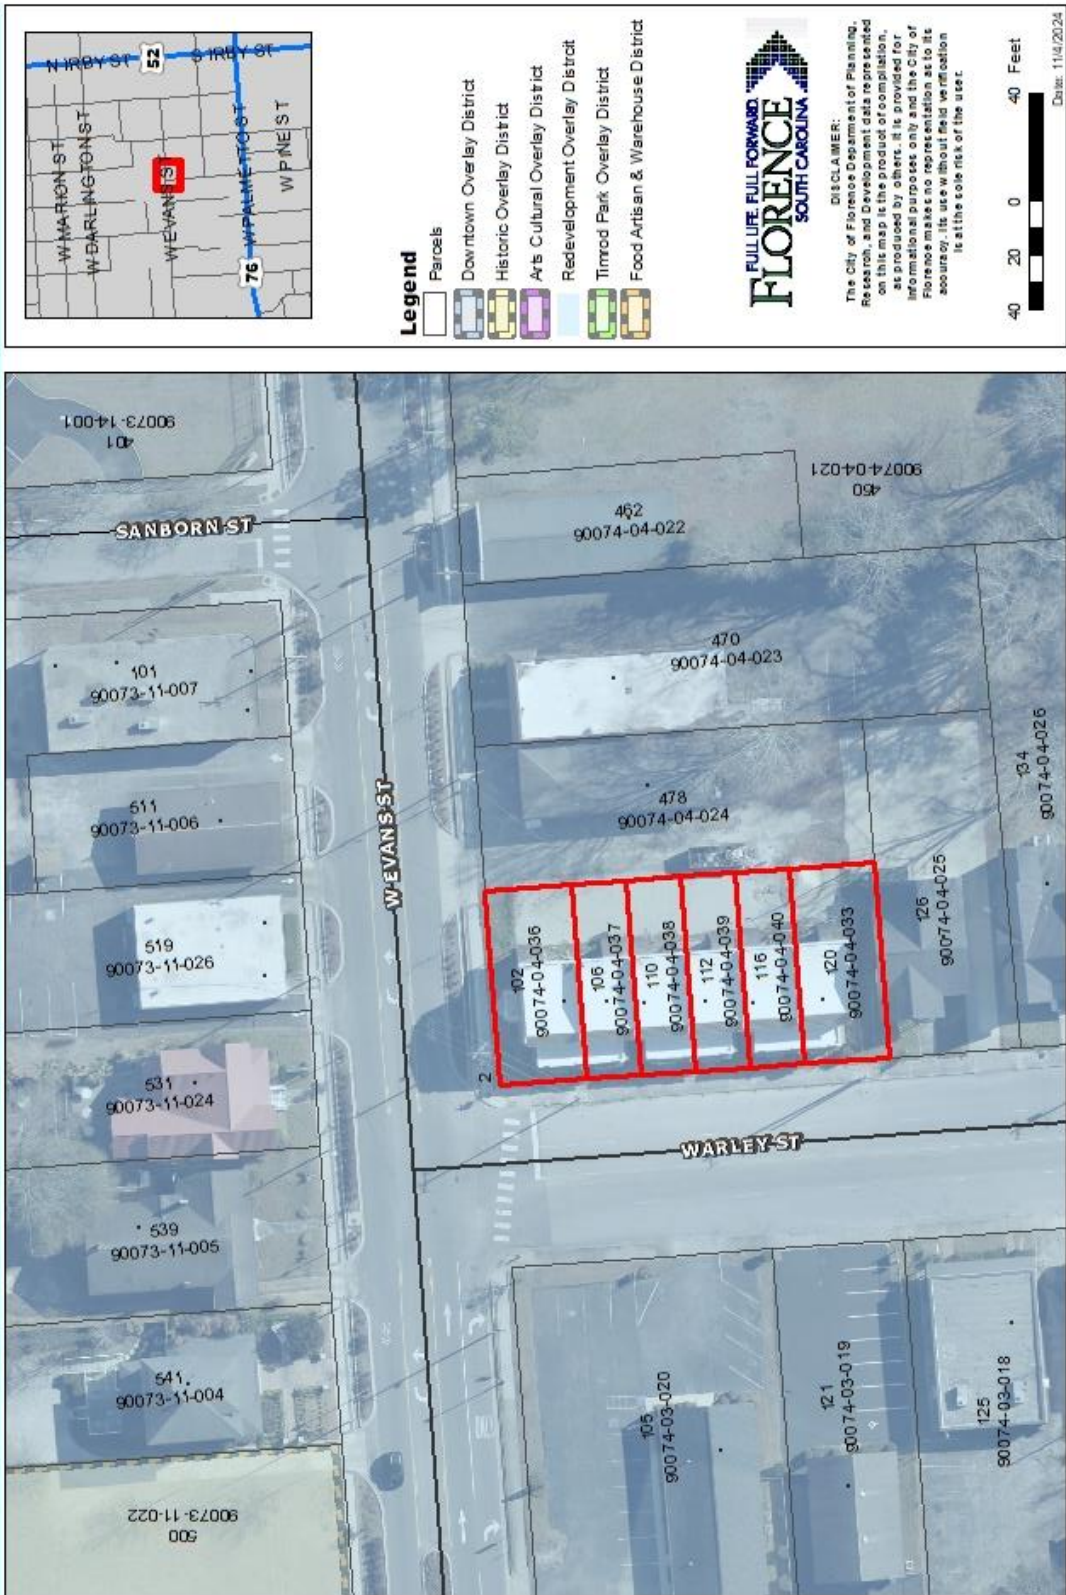 401
90073-14-001
SANBORN ST
101
90073-11-007
511
90073-11-006
519
90073-11-026
531
90073-11-024
539
90073-11-005
541
90073-11-004
500
90073-11-022
W EVANS ST
462
90074-04-022
450
90074-04-021
470
90074-04-023
478
90074-04-024
2
102
90074-04-036
106
90074-04-037
110
90074-04-038
112
90074-04-039
116
90074-04-040
120
90074-04-033
126
90074-04-025
134
90074-04-026
WARLEY ST
105
90074-03-020
121
90074-03-019
125
90074-03-018
N IRBY ST
52
S IRBY ST
W MARION ST
W DARLINGTON ST
W EVANS ST
W PALMETTO ST
76
W PINE ST
Legend
Parcels
Downtown Overlay District
Historic Overlay District
Arts Cultural Overlay District
Redevelopment Overlay Distrcit
Timrod Park Overlay District
Food Artisan & Warehouse District
FULL LIFE. FULL FORWARD.
FLORENCE
SOUTH CAROLINA
DISCLAIMER:
The City of Florence Department of Planning,
Research, and Development data represented
on this map is the product of compilation,
as produced by others. It is provided for
informational purposes only and the City of
Florence makes no representation as to its
accuracy. Its use without field verification
is at the sole risk of the user.
40 20 0 40 Feet
Date: 11/4/2024